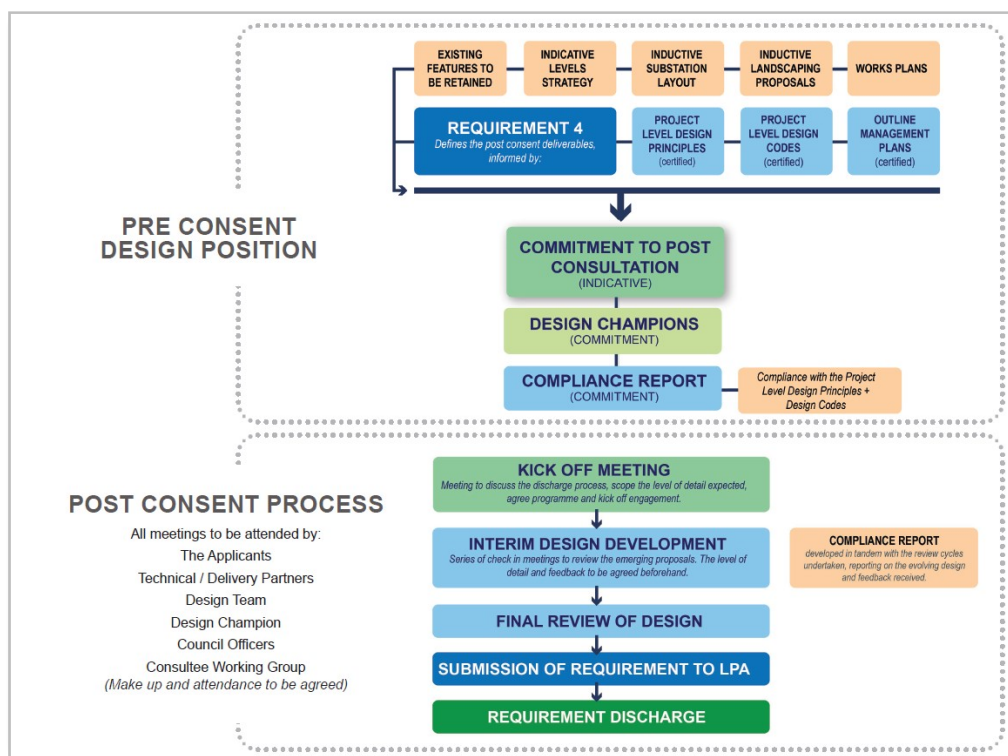 PRE CONSENT
DESIGN POSITION
EXISTING
FEATURES TO
BE RETAINED
INDICATIVE
LEVELS
STRATEGY
INDUCTIVE
SUBSTATION
LAYOUT
INDUCTIVE
LANDSCAPING
PROPOSALS
WORKS PLANS
REQUIREMENT 4
Defines the post consent deliverables,
informed by:
PROJECT
LEVEL DESIGN
PRINCIPLES
(certified)
PROJECT
LEVEL DESIGN
CODES
(certified)
OUTLINE
MANAGEMENT
PLANS
(certified)
COMMITMENT TO POST
CONSULTATION
(INDICATIVE)
DESIGN CHAMPIONS
(COMMITMENT)
COMPLIANCE REPORT
(COMMITMENT)
Compliance with the Project
Level Design Principles +
Design Codes
POST CONSENT PROCESS
All meetings to be attended by:
The Applicants
Technical / Delivery Partners
Design Team
Design Champion
Council Officers
Consultee Working Group
(Make up and attendance to be agreed)
KICK OFF MEETING
Meeting to discuss the discharge process, scope the level of detail expected,
agree programme and kick off engagement.
INTERIM DESIGN DEVELOPMENT
Series of check in meetings to review the emerging proposals. The level of
detail and feedback to be agreed beforehand.
COMPLIANCE REPORT
developed in tandem with the review cycles
undertaken, reporting on the evolving design
and feedback received.
FINAL REVIEW OF DESIGN
SUBMISSION OF REQUIREMENT TO LPA
REQUIREMENT DISCHARGE